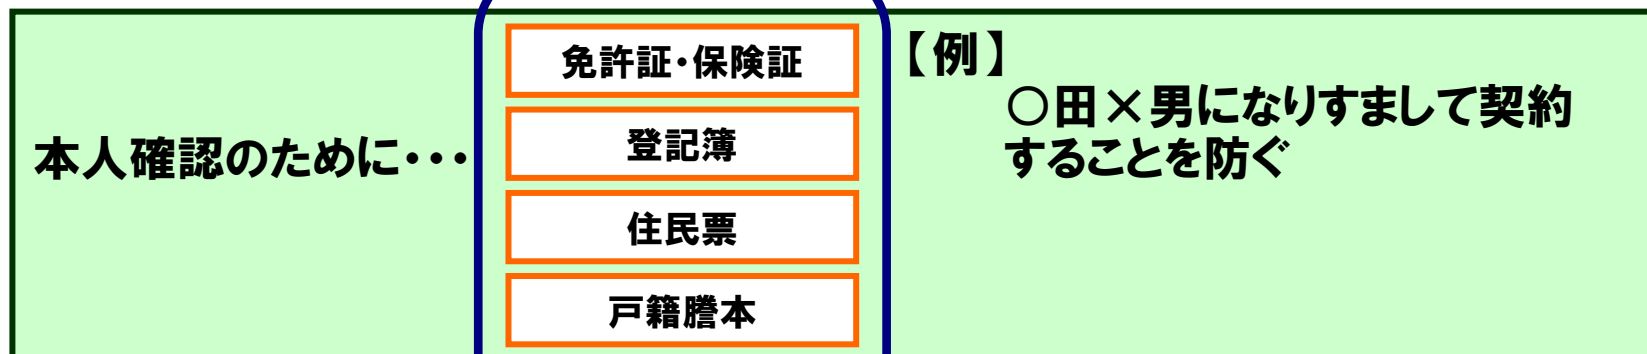 本人確認のために・・・
免許証・保険証
登記簿
住民票
戸籍謄本
【例】
○田×男になりすまして契約
することを防ぐ